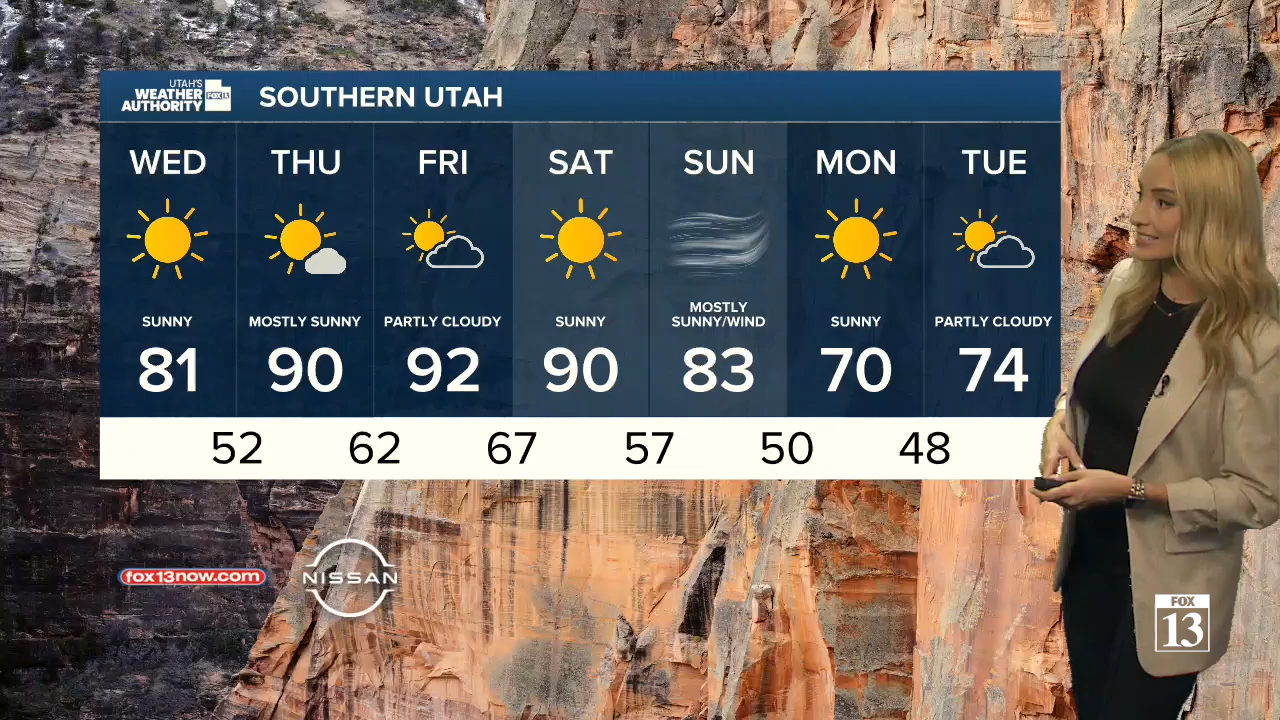 UTAH'S
WEATHER
AUTHORITY
FOX 13
SOUTHERN UTAH
WED THU FRI SAT SUN MON TUE
SUNNY MOSTLY SUNNY PARTLY CLOUDY SUNNY MOSTLY SUNNY/WIND SUNNY PARTLY CLOUDY
81 90 92 90 83 70 74
52 62 67 57 50 48
fox13now.com
NISSAN
FOX
13